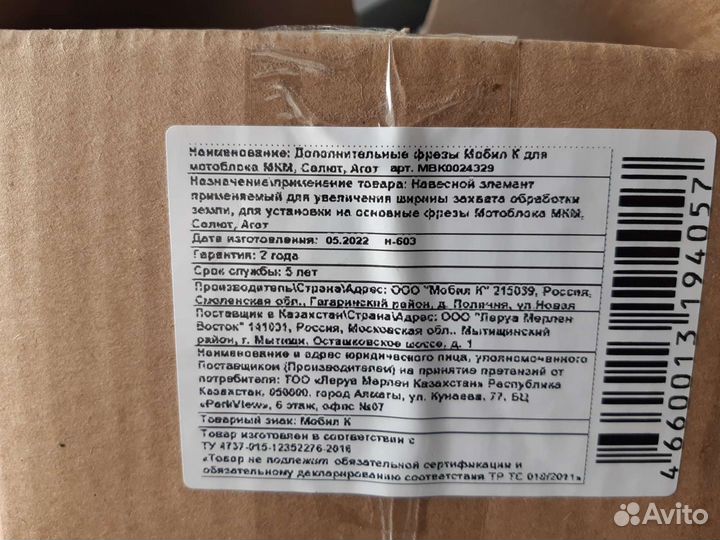 Наименование: Дополнительные фрезы Мобил К для
мотоблока МКМ, Салют, Агат арт. MBK0024329
Назначение\применение товара: Навесной элемент
применяемый для увеличения ширины захвата обработки
земли, для установки на основные фрезы Мотоблока МКМ,
Салют, Агат
Дата изготовления: 05.2022 н-603
Гарантия: 2 года
Срок службы: 5 лет
Производитель\Страна\Адрес: ООО "Мобил К" 215039, Россия,
Смоленская обл., Гагаринский район, д. Поличня, ул Новая
Поставщик в Казахстан\Страна\Адрес: ООО "Леруа Мерлен
Восток" 141031, Россия, Московская обл.. Мытищинский
район, г. Мытищи, Осташковское шоссе, д. 1
Наименование и адрес юридического лица, уполномоченного
Поставщиком (Производителем) на принятие претензий от
потребителя: ТОО «Леруа Мерлен Казахстан» Республика
Казахстан, 050000, город Алматы, ул. Кунаева, 77, БЦ
«ParkView», 6 этаж, офис №07
Товарный знак: Мобил К
Товар изготовлен в соответствии с
ТУ 4737-015-12352276-2016
«Товар не подлежит обязательной сертификации и
обязательному декларированию соответствия ТР ТС 018/2011»
4660013194057
Avito